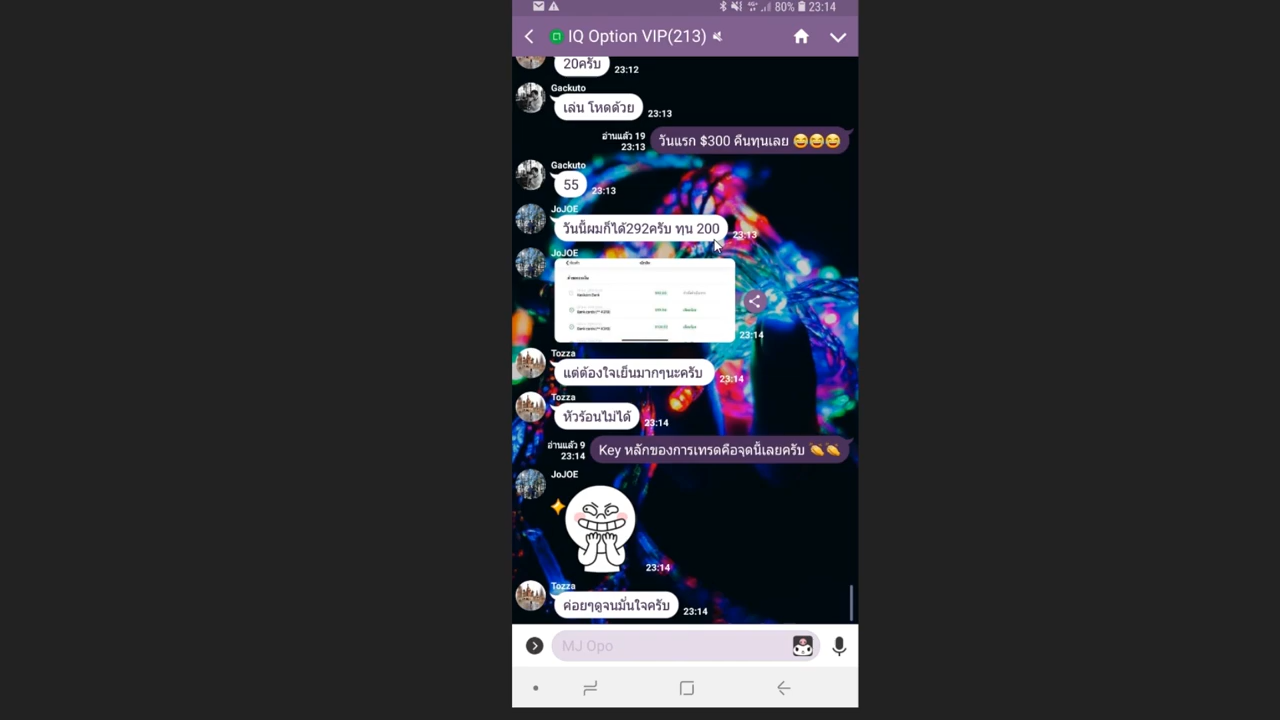 80% 23:14
IQ Option VIP(213)
20ครับ 23:12
Gackuto
เล่น โหดด้วย 23:13
อ่านแล้ว 19
23:13
วันแรก $300 คืนทุนเลย 😂😂😂
Gackuto
55 23:13
JoJOE
วันนี้ผมก็ได้292ครับ ทุน 200 23:13
JoJOE
23:14
Tozza
แต่ต้องใจเย็นมากๆนะครับ 23:14
Tozza
หัวร้อนไม่ได้ 23:14
อ่านแล้ว 9
23:14
Key หลักของการเทรดคือจุดนี้เลยครับ 👏👏
JoJOE
23:14
Tozza
ค่อยๆดูจนมั่นใจครับ 23:14
MJ Opo